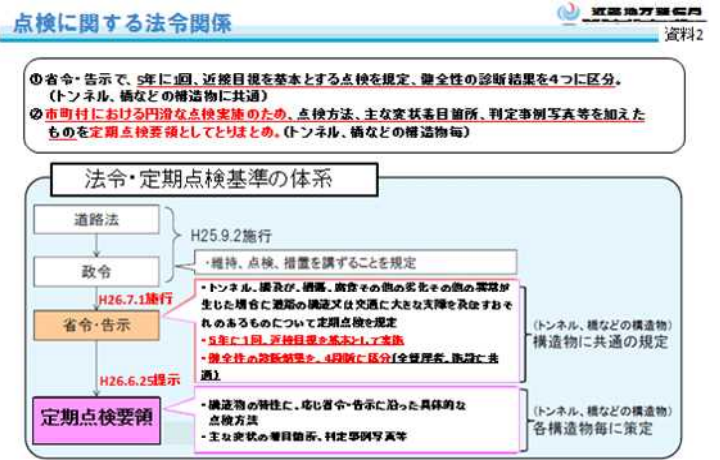 点検に関する法令関係
資料2
①省令・告示で、5年に1回、近接目視を基本とする点検を規定、健全性の診断結果を4つに区分。
(トンネル、橋などの構造物に共通)
②市町村における円滑な点検実施のため、点検方法、主な変状着目箇所、判定事例写真等を加えた
ものを定期点検要領としてとりまとめ。(トンネル、橋などの構造物毎)
法令・定期点検基準の体系
道路法
H25.9.2施行
政令
・維持、点検、措置を講ずることを規定
H26.7.1施行
省令・告示
・トンネル、橋及び、損傷、腐食その他の劣化その他の異常が
生じた場合に道路の構造又は交通に大きな支障を及ぼすおそ
れのあるものについて定期点検を規定
・5年に1回、近接目視を基本として実施
・健全性の診断結果を、4段階に区分(全管理者、施設に共
通)
(トンネル、橋などの構造物)
構造物に共通の規定
H26.6.25提示
定期点検要領
・構造物の特性に、応じ省令・告示に沿った具体的な
点検方法
・主な変状の着目箇所、判定事例写真等
(トンネル、橋などの構造物)
各構造物毎に策定